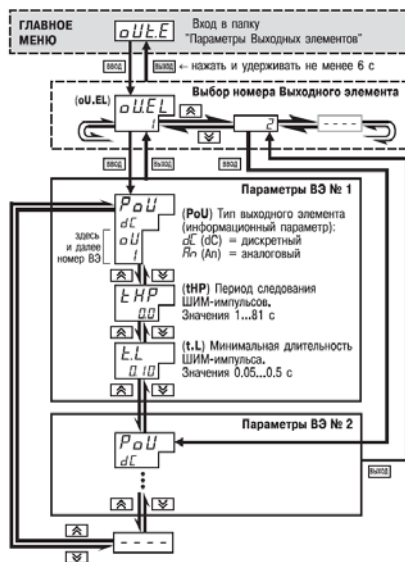 ГЛАВНОЕ
МЕНЮ
oUt.E
Вход в папку
"Параметры Выходных элементов"
ВВОД
ВЫХОД
← нажать и удерживать не менее 6 с
Выбор номера Выходного элемента
(oU.EL)
oU.EL
1
2
- - - -
ВВОД
ВЫХОД
ВВОД
Параметры ВЭ № 1
PoU
dC
oU
1
здесь
и далее
номер ВЭ
(PoU) Тип выходного элемента
(информационный параметр):
dC (dC) = дискретный
An (An) = аналоговый
tHP
0.0
(tHP) Период следования
ШИМ-импульсов.
Значения 1...81 с
t.L
0.10
(t.L) Минимальная длительность
ШИМ-импульса.
Значения 0.05...0.5 с
Параметры ВЭ № 2
PoU
dC
ВЫХОД
- - - -